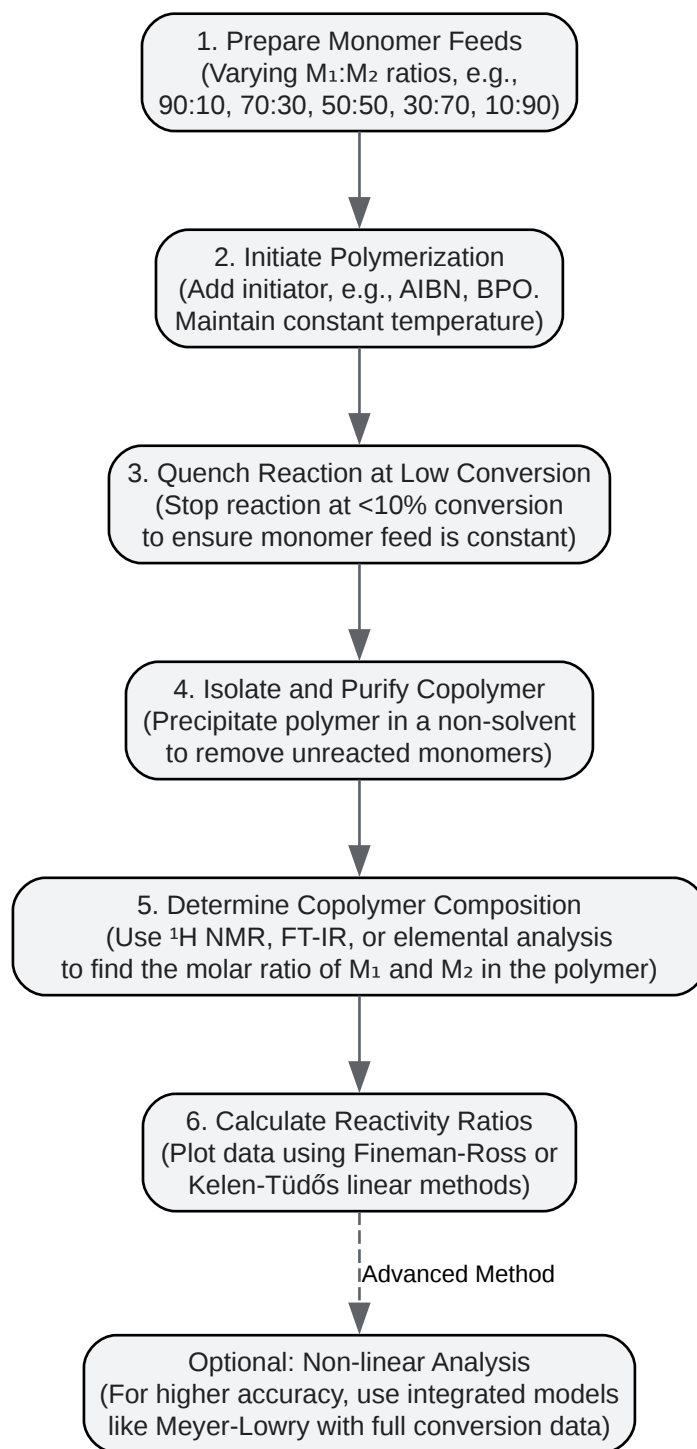 1. Prepare Monomer Feeds
(Varying M₁:M₂ ratios, e.g.,
90:10, 70:30, 50:50, 30:70, 10:90)
2. Initiate Polymerization
(Add initiator, e.g., AIBN, BPO.
Maintain constant temperature)
3. Quench Reaction at Low Conversion
(Stop reaction at <10% conversion
to ensure monomer feed is constant)
4. Isolate and Purify Copolymer
(Precipitate polymer in a non-solvent
to remove unreacted monomers)
5. Determine Copolymer Composition
(Use ¹H NMR, FT-IR, or elemental analysis
to find the molar ratio of M₁ and M₂ in the polymer)
6. Calculate Reactivity Ratios
(Plot data using Fineman-Ross or
Kelen-Tüdős linear methods)
Advanced Method
Optional: Non-linear Analysis
(For higher accuracy, use integrated models
like Meyer-Lowry with full conversion data)